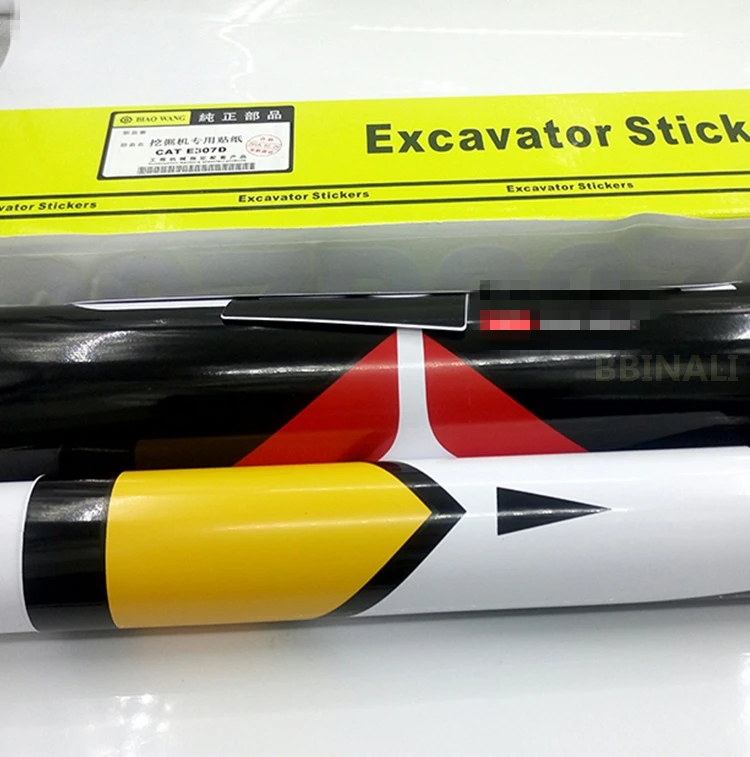 BIAO WANG 純正部品
挖掘机专用贴纸
CAT E307D
Excavator Stick
vator Stickers
Excavator Stickers
Excavator Stickers
BBINALI